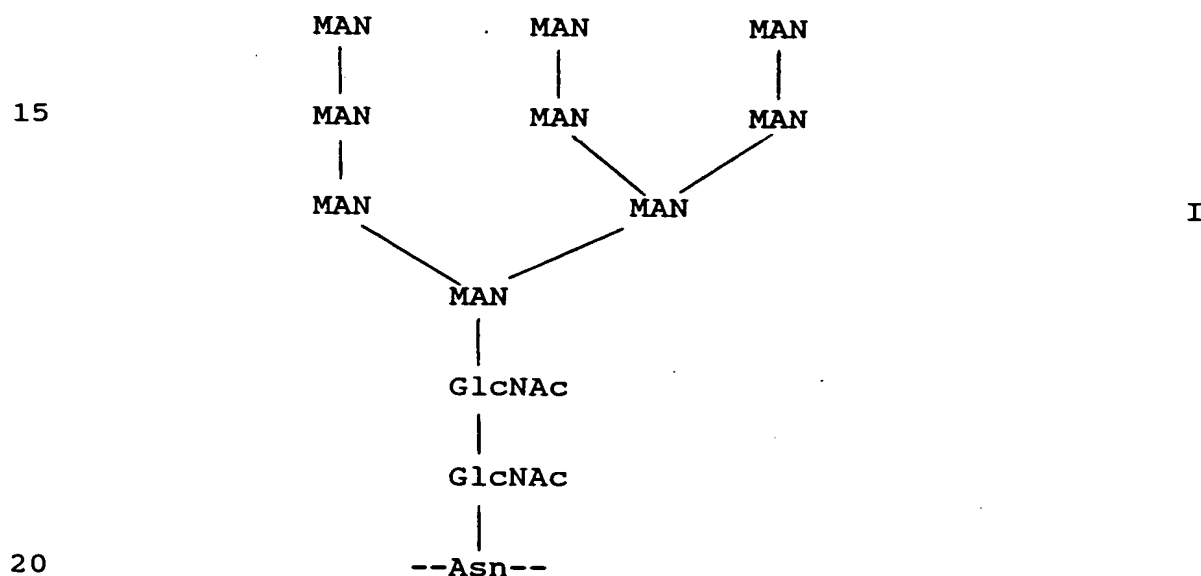 MAN MAN MAN
15 MAN MAN MAN
MAN MAN I
MAN
GlcNAc
GlcNAc
20 --Asn--